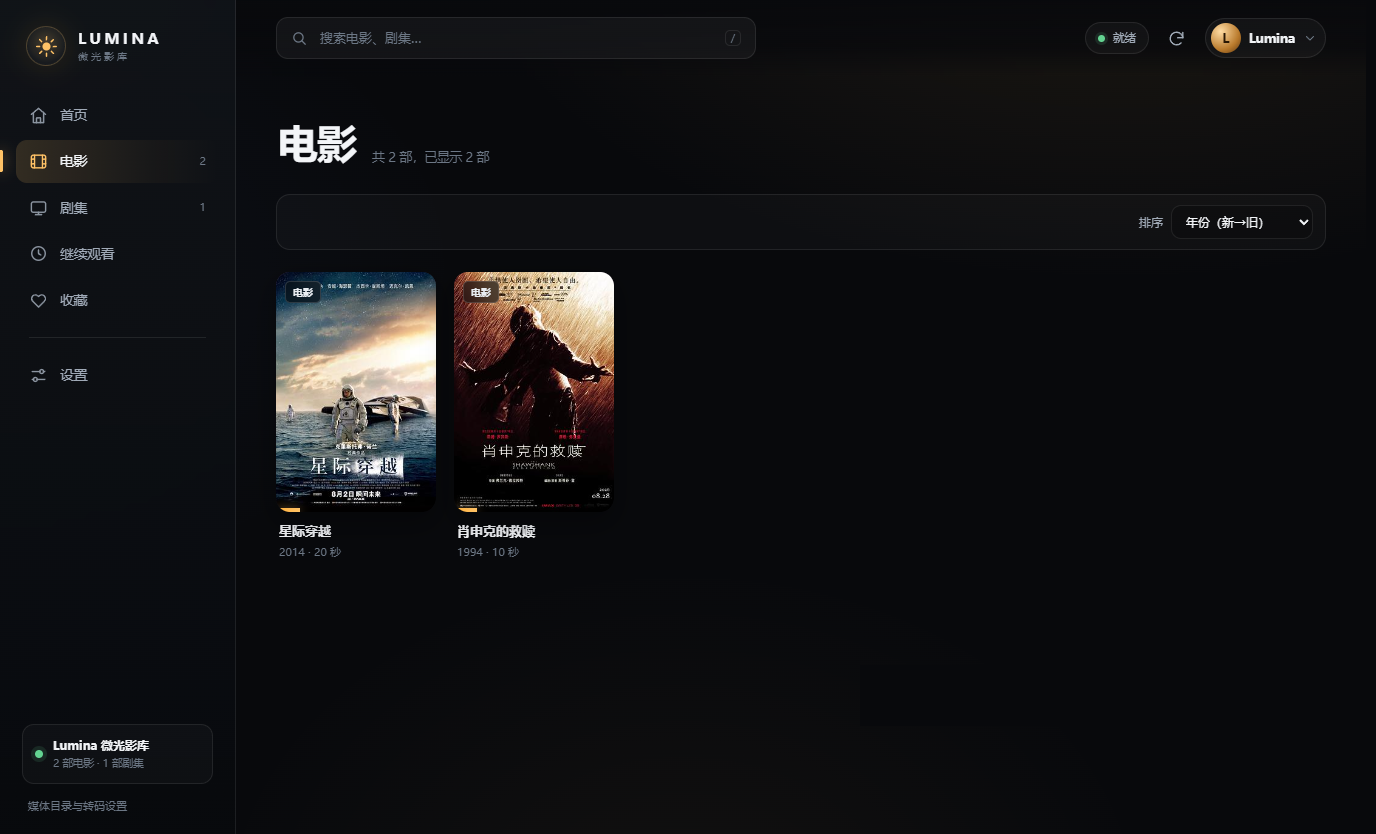 LUMINA
微光影库
搜索电影、剧集...
/
就绪
L
Lumina
首页
电影
2
剧集
1
继续观看
收藏
设置
电影
共 2 部，已显示 2 部
排序
年份（新→旧）
电影
星际穿越
8月2日 瞬间未来
星际穿越
2014 · 20 秒
电影
肖申克的救赎
08.28
肖申克的救赎
1994 · 10 秒
Lumina 微光影库
2 部电影 · 1 部剧集
媒体目录与转码设置